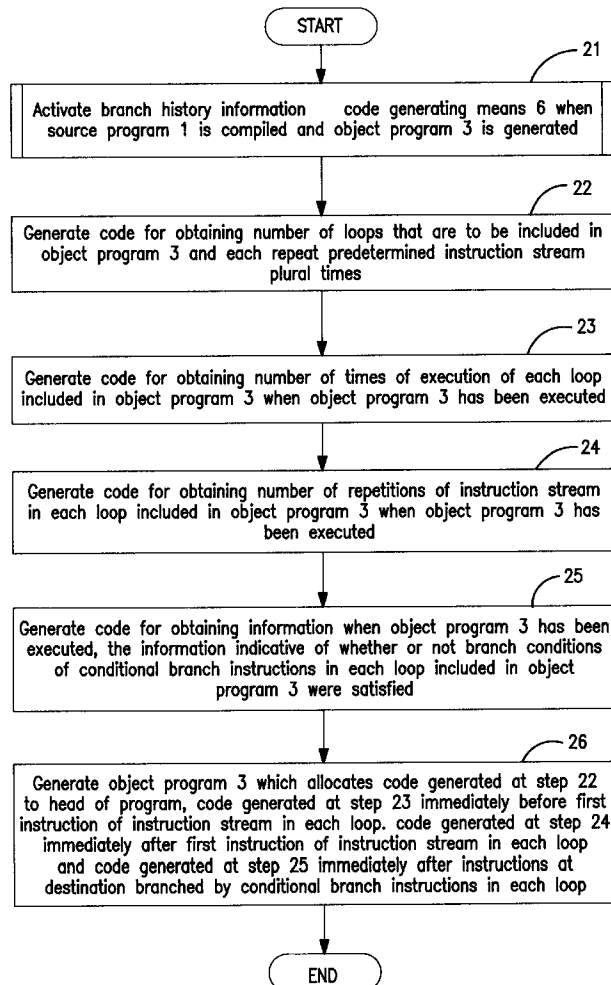 START
21
Activate branch history information code generating means 6 when
source program 1 is compiled and object program 3 is generated
22
Generate code for obtaining number of loops that are to be included in
object program 3 and each repeat predetermined instruction stream
plural times
23
Generate code for obtaining number of times of execution of each loop
included in object program 3 when object program 3 has been executed
24
Generate code for obtaining number of repetitions of instruction stream
in each loop included in object program 3 when object program 3 has
been executed
25
Generate code for obtaining information when object program 3 has been
executed, the information indicative of whether or not branch conditions
of conditional branch instructions in each loop included in object
program 3 were satisfied
26
Generate object program 3 which allocates code generated at step 22
to head of program, code generated at step 23 immediately before first
instruction of instruction stream in each loop. code generated at step 24
immediately after first instruction of instruction stream in each loop
and code generated at step 25 immediately after instructions at
destination branched by conditional branch instructions in each loop
END